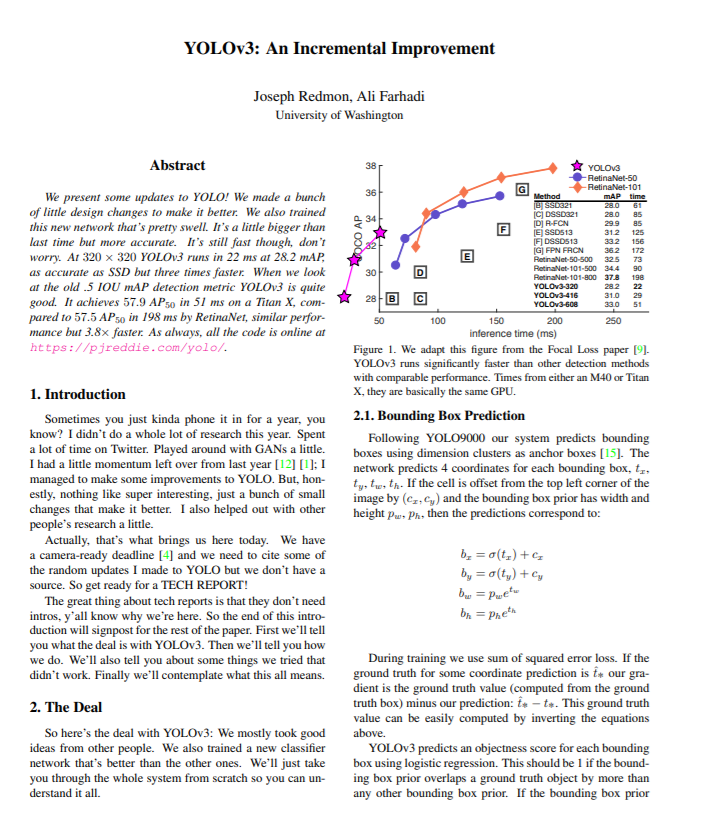 YOLOv3: An Incremental Improvement
Joseph Redmon, Ali Farhadi
University of Washington
Abstract
We present some updates to YOLO! We made a bunch
of little design changes to make it better. We also trained
this new network that's pretty swell. It's a little bigger than
last time but more accurate. It's still fast though, don't
worry. At 320 × 320 YOLOv3 runs in 22 ms at 28.2 mAP,
as accurate as SSD but three times faster. When we look
at the old .5 IOU mAP detection metric YOLOv3 is quite
good. It achieves 57.9 AP₅₀ in 51 ms on a Titan X, com-
pared to 57.5 AP₅₀ in 198 ms by RetinaNet, similar perfor-
mance but 3.8× faster. As always, all the code is online at
https://pjreddie.com/yolo/.
1. Introduction
Sometimes you just kinda phone it in for a year, you
know? I didn't do a whole lot of research this year. Spent
a lot of time on Twitter. Played around with GANs a little.
I had a little momentum left over from last year [12] [1]; I
managed to make some improvements to YOLO. But, hon-
estly, nothing like super interesting, just a bunch of small
changes that make it better. I also helped out with other
people's research a little.
Actually, that's what brings us here today. We have
a camera-ready deadline [4] and we need to cite some of
the random updates I made to YOLO but we don't have a
source. So get ready for a TECH REPORT!
The great thing about tech reports is that they don't need
intros, y'all know why we're here. So the end of this intro-
duction will signpost for the rest of the paper. First we'll tell
you what the deal is with YOLOv3. Then we'll tell you how
we do. We'll also tell you about some things we tried that
didn't work. Finally we'll contemplate what this all means.
2. The Deal
So here's the deal with YOLOv3: We mostly took good
ideas from other people. We also trained a new classifier
network that's better than the other ones. We'll just take
you through the whole system from scratch so you can un-
derstand it all.
38
36
34
32
30
28
COCO AP
B
C
D
E
F
G
YOLOv3
RetinaNet-50
RetinaNet-101
Method mAP time
[B] SSD321 28.0 61
[C] DSSD321 28.0 85
[D] R-FCN 29.9 85
[E] SSD513 31.2 125
[F] DSSD513 33.2 156
[G] FPN FRCN 36.2 172
RetinaNet-50-500 32.5 73
RetinaNet-101-500 34.4 90
RetinaNet-101-800 37.8 198
YOLOv3-320 28.2 22
YOLOv3-416 31.0 29
YOLOv3-608 33.0 51
50 100 150 200 250
inference time (ms)
Figure 1. We adapt this figure from the Focal Loss paper [9].
YOLOv3 runs significantly faster than other detection methods
with comparable performance. Times from either an M40 or Titan
X, they are basically the same GPU.
2.1. Bounding Box Prediction
Following YOLO9000 our system predicts bounding
boxes using dimension clusters as anchor boxes [15]. The
network predicts 4 coordinates for each bounding box, tₓ,
t_y, t_w, t_h. If the cell is offset from the top left corner of the
image by (cₓ, c_y) and the bounding box prior has width and
height p_w, p_h, then the predictions correspond to:
bₓ = σ(tₓ) + cₓ
b_y = σ(t_y) + c_y
b_w = p_w e^{t_w}
b_h = p_h e^{t_h}
During training we use sum of squared error loss. If the
ground truth for some coordinate prediction is t̂* our gra-
dient is the ground truth value (computed from the ground
truth box) minus our prediction: t̂* − t*. This ground truth
value can be easily computed by inverting the equations
above.
YOLOv3 predicts an objectness score for each bounding
box using logistic regression. This should be 1 if the bound-
ing box prior overlaps a ground truth object by more than
any other bounding box prior. If the bounding box prior